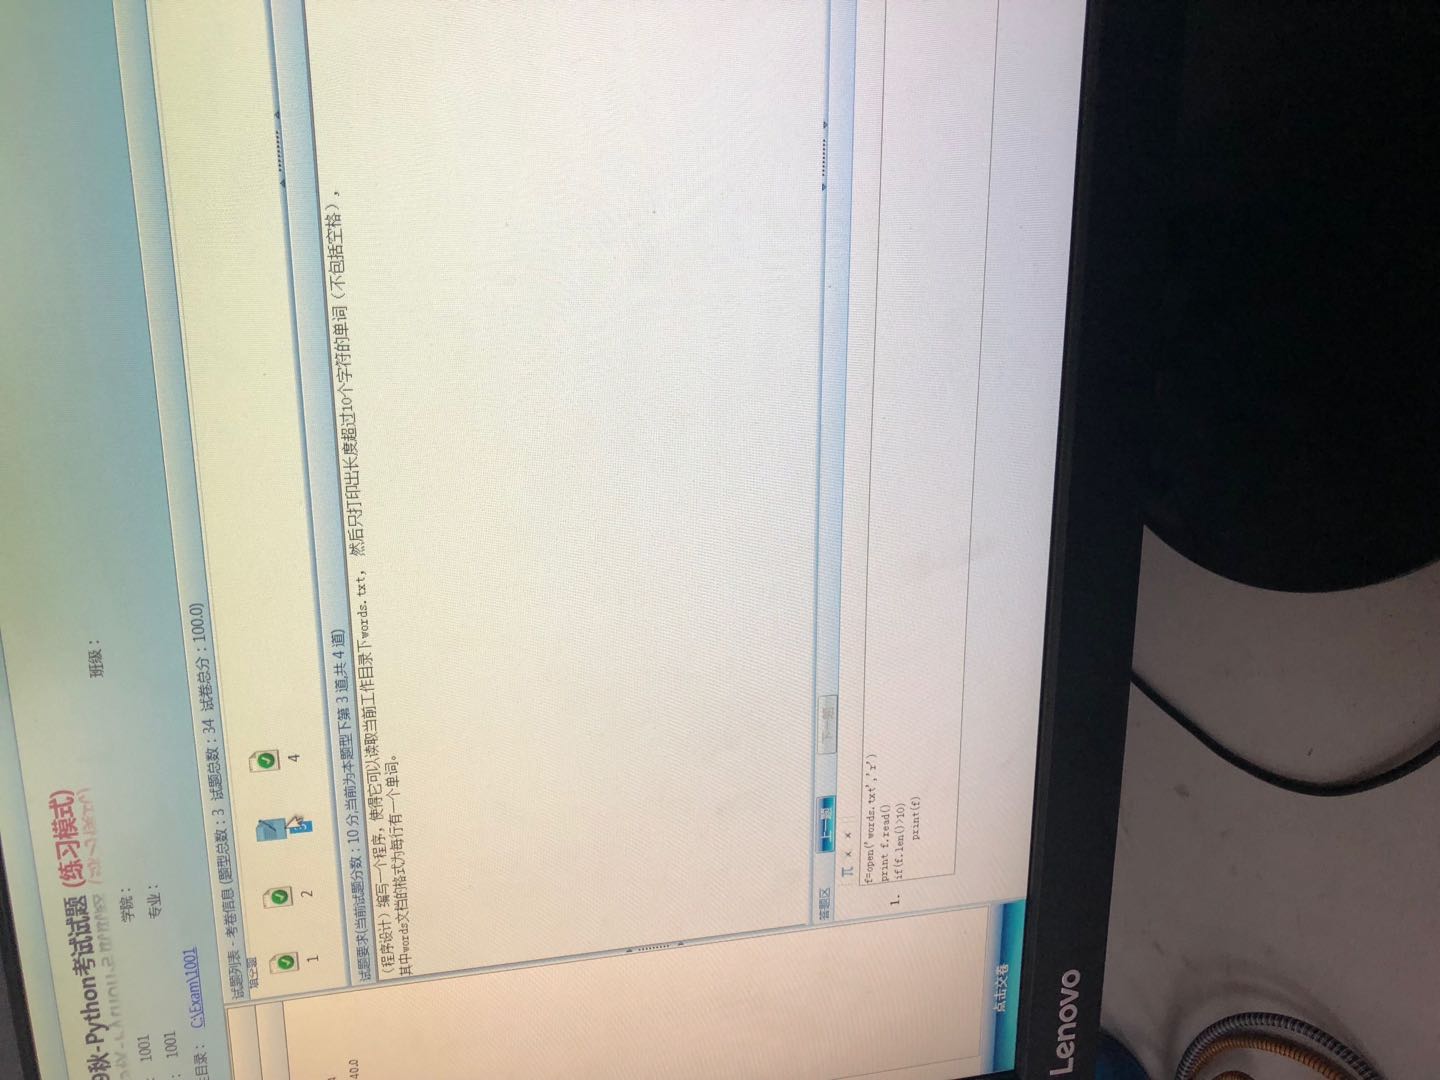 9秋-Python考试试题 (练习模式)
: 1001
学院：
班级：
: 1001
专业：
目录： C:\Exam\1001
试题列表 - 考卷信息 (题型总数：3 试题总数：34 试卷总分：100.0)
填空题
1
2
3
4
40.0
试题要求(当前试题分数：10 分,当前为本题型下第 3 道,共 4 道)
（程序设计）编写一个程序，使得它可以读取当前工作目录下words.txt， 然后只打印出长度超过10个字符的单词（不包括空格），
其中words文档的格式为每行有一个单词。
答题区
上一题
下一题
1.
f=open('words.txt','r')
print f.read()
if(f.len()>10)
print(f)
点击交卷
Lenovo